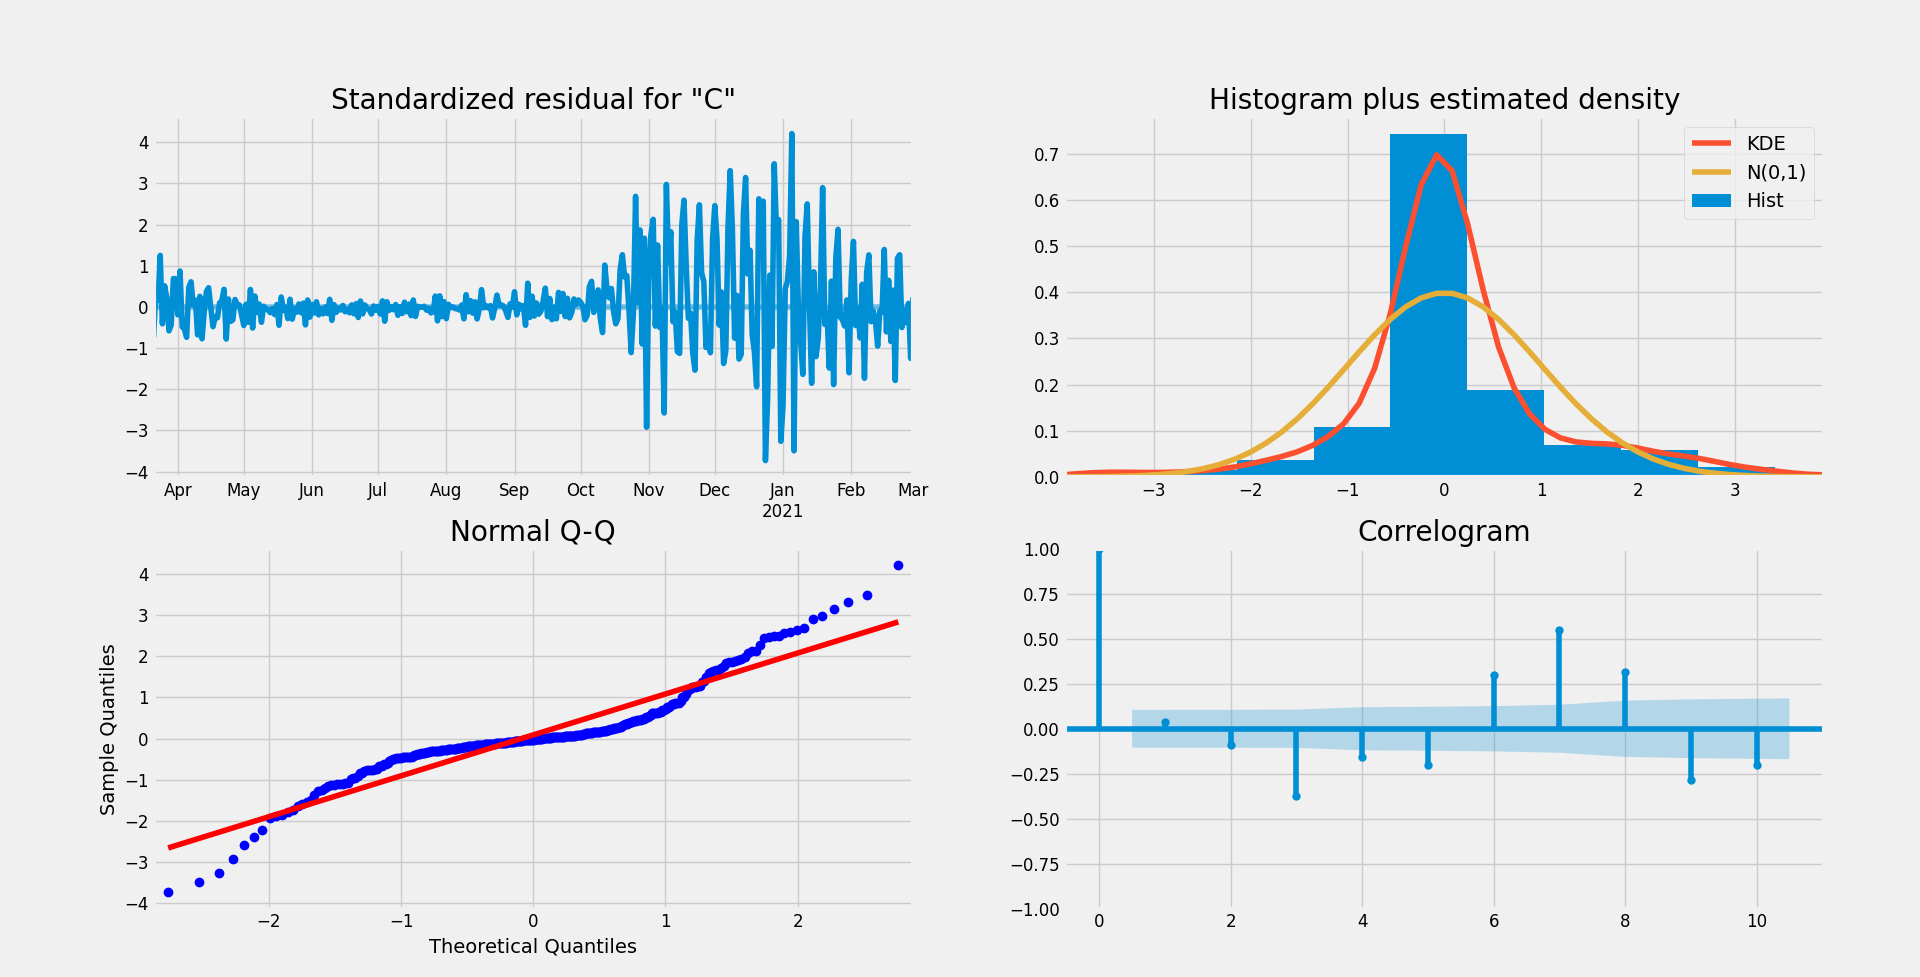 Standardized residual for "C"
4
3
2
1
0
−1
−2
−3
−4
Apr May Jun Jul Aug Sep Oct Nov Dec Jan Feb Mar
2021
Histogram plus estimated density
0.7
0.6
0.5
0.4
0.3
0.2
0.1
0.0
−3 −2 −1 0 1 2 3
KDE
N(0,1)
Hist
Normal Q-Q
Sample Quantiles
4
3
2
1
0
−1
−2
−3
−4
−2 −1 0 1 2
Theoretical Quantiles
Correlogram
1.00
0.75
0.50
0.25
0.00
−0.25
−0.50
−0.75
−1.00
0 2 4 6 8 10